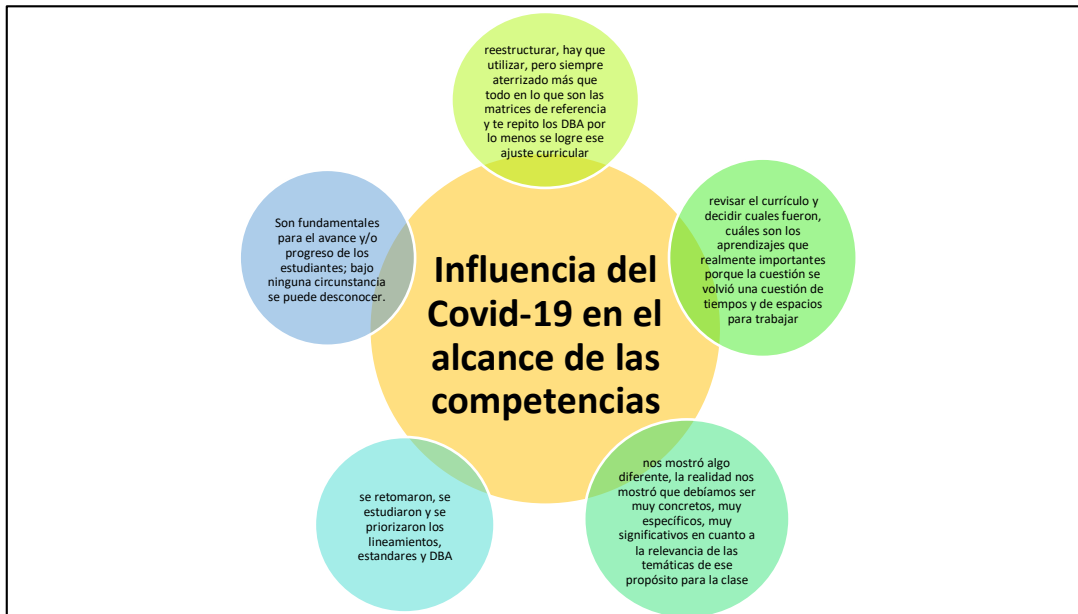 reestructurar, hay que
utilizar, pero siempre
aterrizado más que
todo en lo que son las
matrices de referencia
y te repito los DBA por
lo menos se logre ese
ajuste curricular
revisar el currículo y
decidir cuales fueron,
cuáles son los
aprendizajes que
realmente importantes
porque la cuestión se
volvió una cuestión de
tiempos y de espacios
para trabajar
nos mostró algo
diferente, la realidad nos
mostró que debíamos ser
muy concretos, muy
específicos, muy
significativos en cuanto a
la relevancia de las
temáticas de ese
propósito para la clase
se retomaron, se
estudiaron y se
priorizaron los
lineamientos,
estandares y DBA
Son fundamentales
para el avance y/o
progreso de los
estudiantes; bajo
ninguna circunstancia
se puede desconocer.
Influencia del
Covid-19 en el
alcance de las
competencias